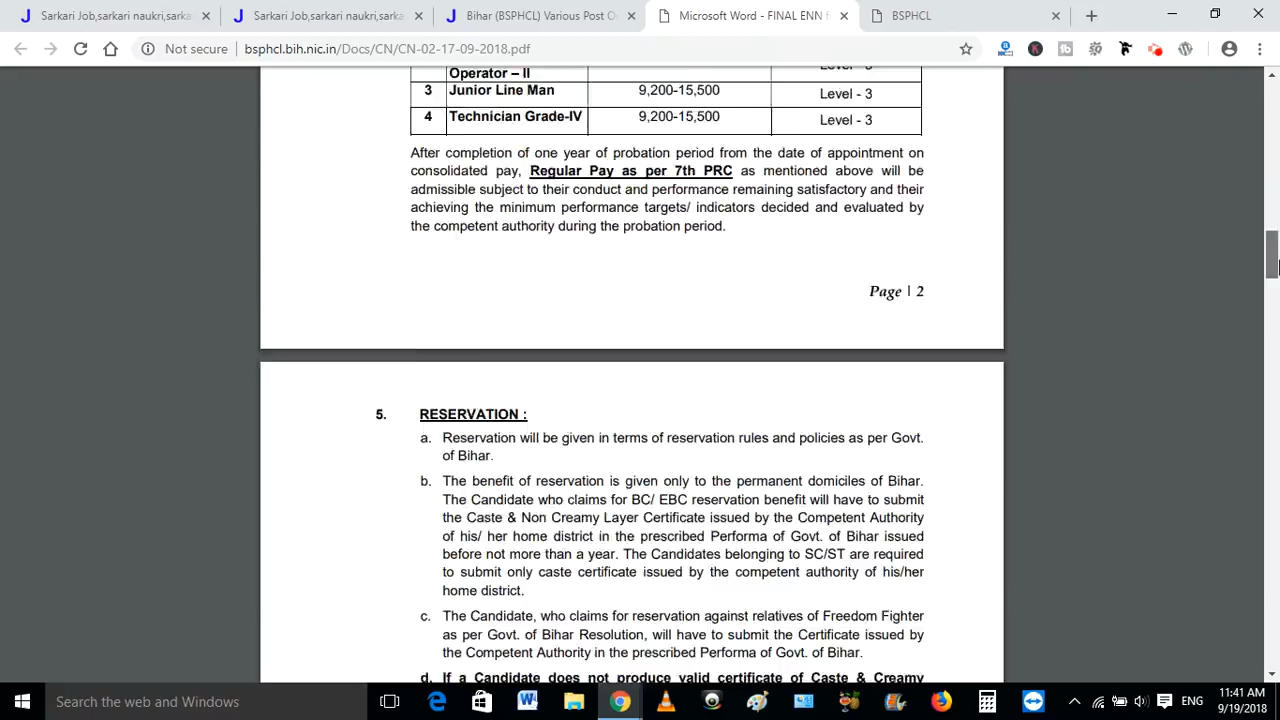 Sarkari Job,sarkari naukri,sarka
Sarkari Job,sarkari naukri,sarka
Bihar (BSPHCL) Various Post O
Microsoft Word - FINAL ENN f
BSPHCL
Not secure | bsphcl.bih.nic.in/Docs/CN/CN-02-17-09-2018.pdf
Operator – II
3 Junior Line Man 9,200-15,500 Level - 3
4 Technician Grade-IV 9,200-15,500 Level - 3
After completion of one year of probation period from the date of appointment on
consolidated pay, Regular Pay as per 7th PRC as mentioned above will be
admissible subject to their conduct and performance remaining satisfactory and their
achieving the minimum performance targets/ indicators decided and evaluated by
the competent authority during the probation period.
Page | 2
5. RESERVATION :
a. Reservation will be given in terms of reservation rules and policies as per Govt.
of Bihar.
b. The benefit of reservation is given only to the permanent domiciles of Bihar.
The Candidate who claims for BC/ EBC reservation benefit will have to submit
the Caste & Non Creamy Layer Certificate issued by the Competent Authority
of his/ her home district in the prescribed Performa of Govt. of Bihar issued
before not more than a year. The Candidates belonging to SC/ST are required
to submit only caste certificate issued by the competent authority of his/her
home district.
c. The Candidate, who claims for reservation against relatives of Freedom Fighter
as per Govt. of Bihar Resolution, will have to submit the Certificate issued by
the Competent Authority in the prescribed Performa of Govt. of Bihar.
d. If a Candidate does not produce valid certificate of Caste & Creamy
Search the web and Windows
ENG
11:41 AM
9/19/2018